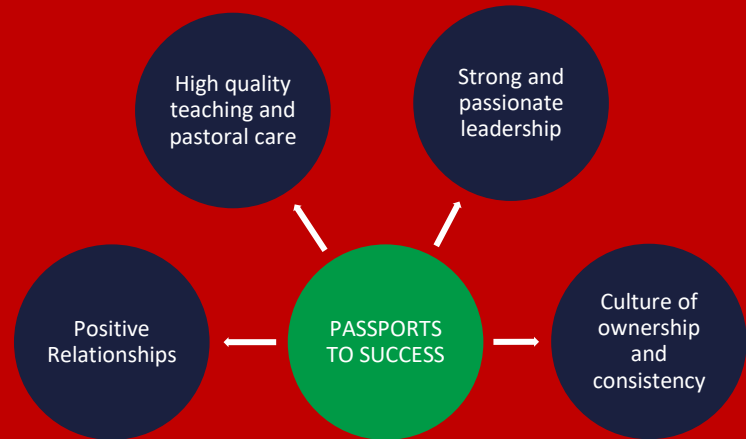 High quality
teaching and
pastoral care
Strong and
passionate
leadership
Positive
Relationships
PASSPORTS
TO SUCCESS
Culture of
ownership
and
consistency